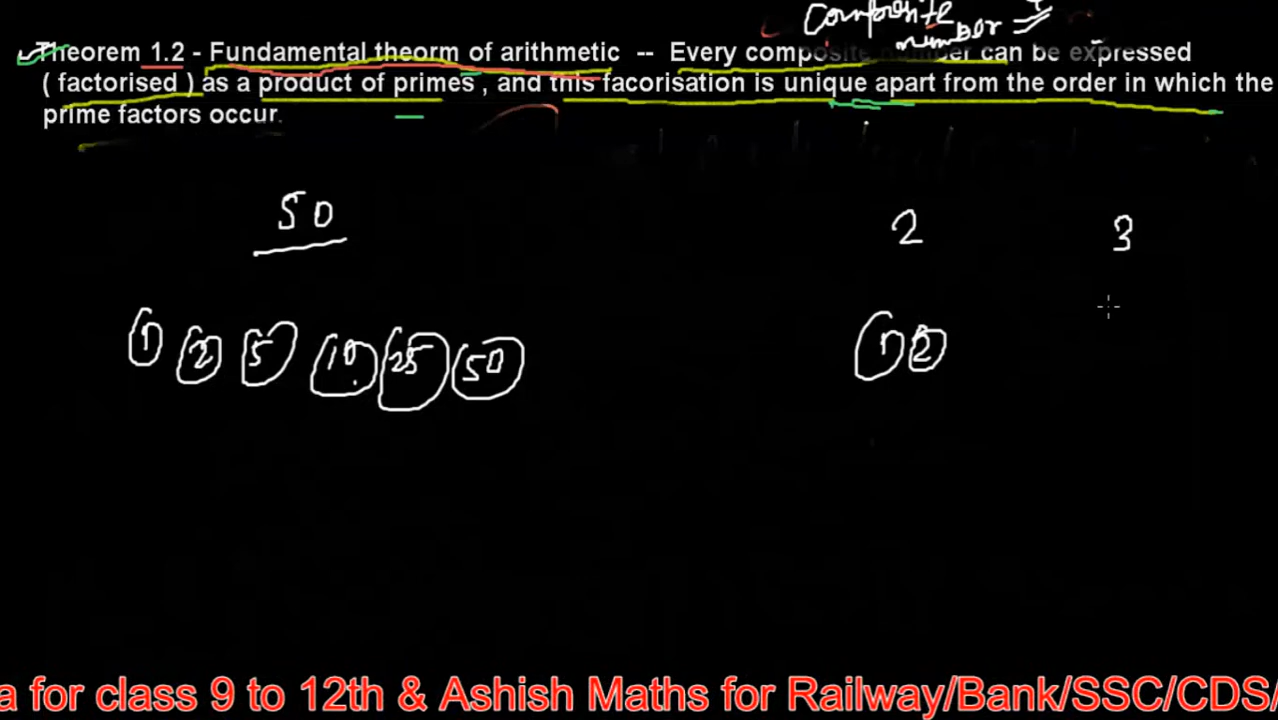 Composite
number
Theorem 1.2 - Fundamental theorm of arithmetic -- Every composite number can be expressed
( factorised ) as a product of primes , and this facorisation is unique apart from the order in which the
prime factors occur.
50
2 3
1 2 5 10 25 50
1 2
a for class 9 to 12th & Ashish Maths for Railway/Bank/SSC/CDS/